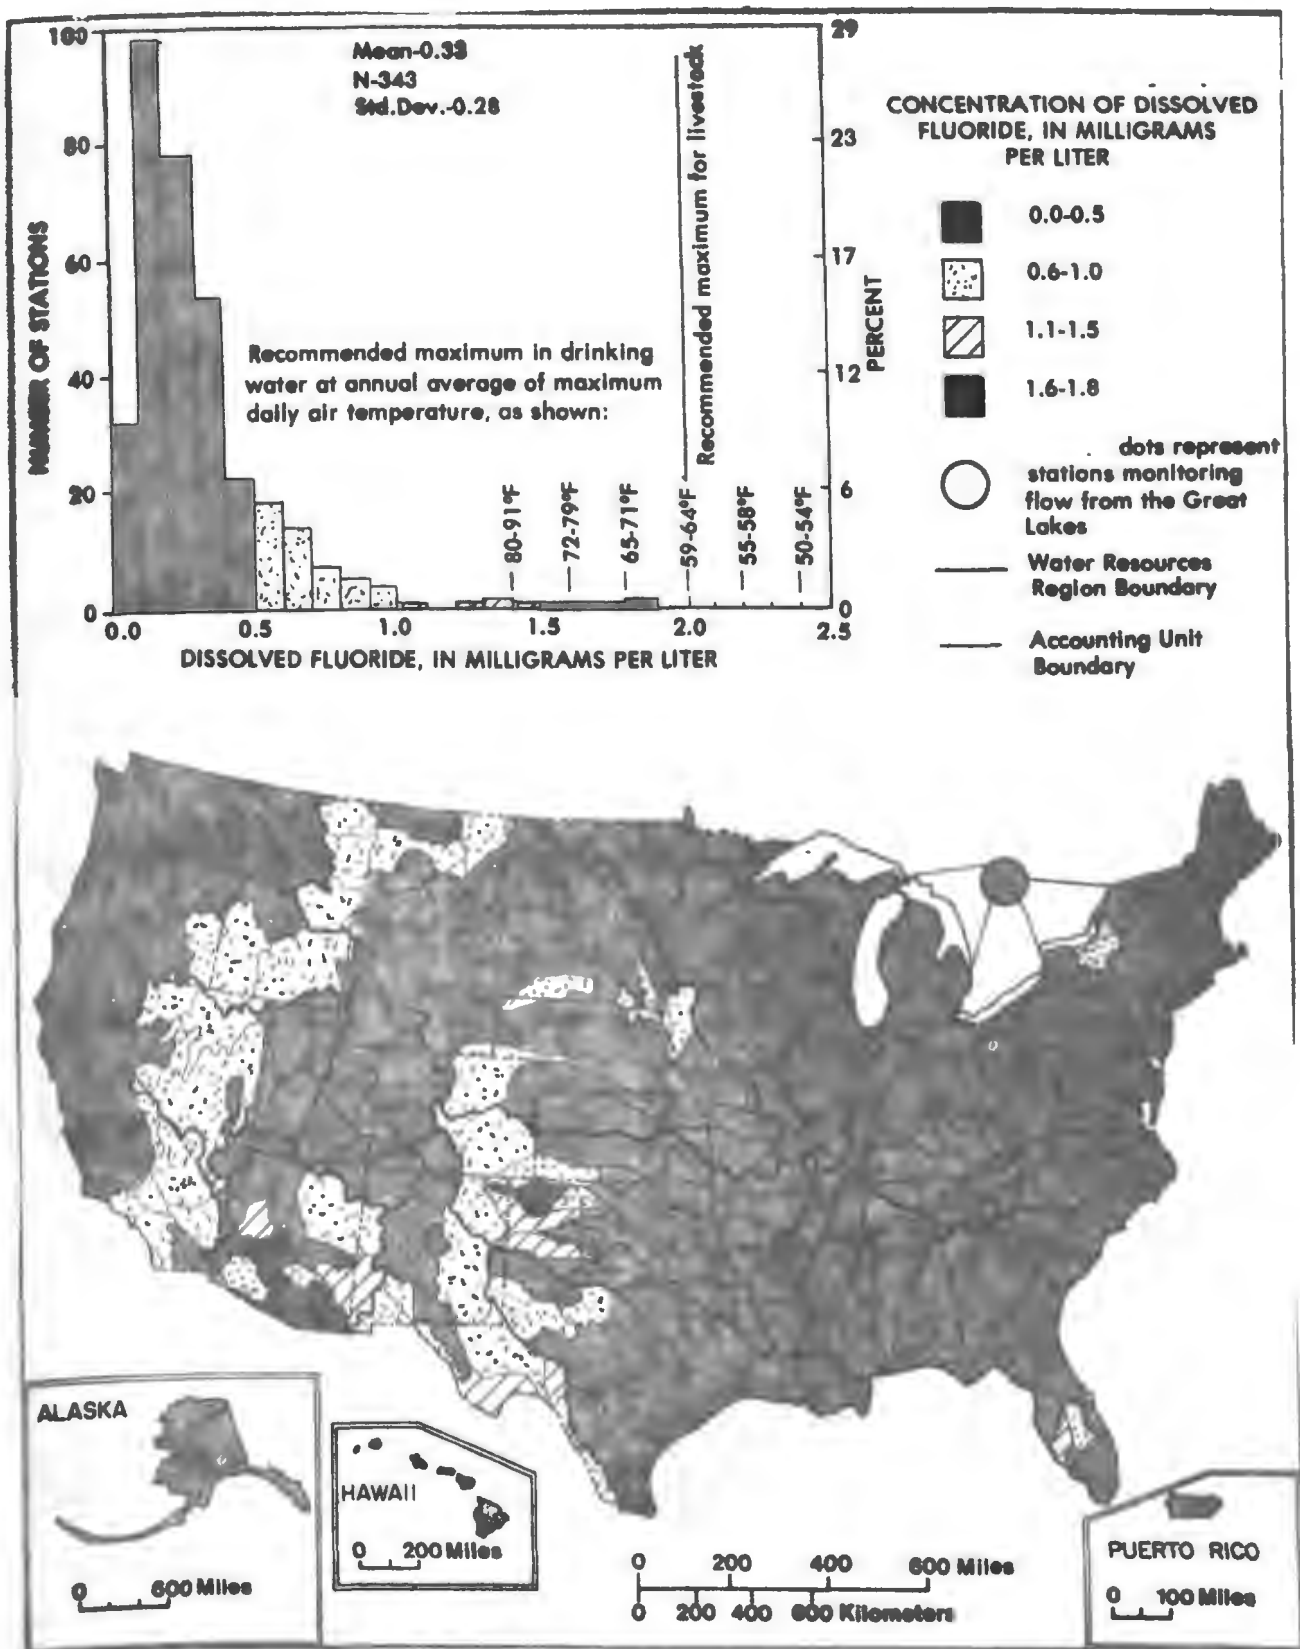 Mean-0.33
N-343
Std.Dev.-0.28
100
80
60
40
20
0
NUMBER OF STATIONS
29
23
17
12
6
0
PERCENT
Recommended maximum for livestock
Recommended maximum in drinking
water at annual average of maximum
daily air temperature, as shown:
80-91°F
72-79°F
65-71°F
59-64°F
55-58°F
50-54°F
0.0 0.5 1.0 1.5 2.0 2.5
DISSOLVED FLUORIDE, IN MILLIGRAMS PER LITER
CONCENTRATION OF DISSOLVED
FLUORIDE, IN MILLIGRAMS
PER LITER
0.0-0.5
0.6-1.0
1.1-1.5
1.6-1.8
dots represent
stations monitoring
flow from the Great
Lakes
Water Resources
Region Boundary
Accounting Unit
Boundary
ALASKA
0 600 Miles
HAWAII
0 200 Miles
0 200 400 600 Miles
0 200 400 600 Kilometers
PUERTO RICO
0 100 Miles